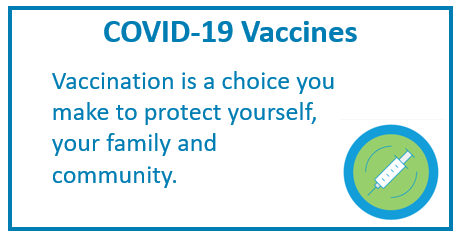 COVID-19 Vaccines
Vaccination is a choice you
make to protect yourself,
your family and
community.